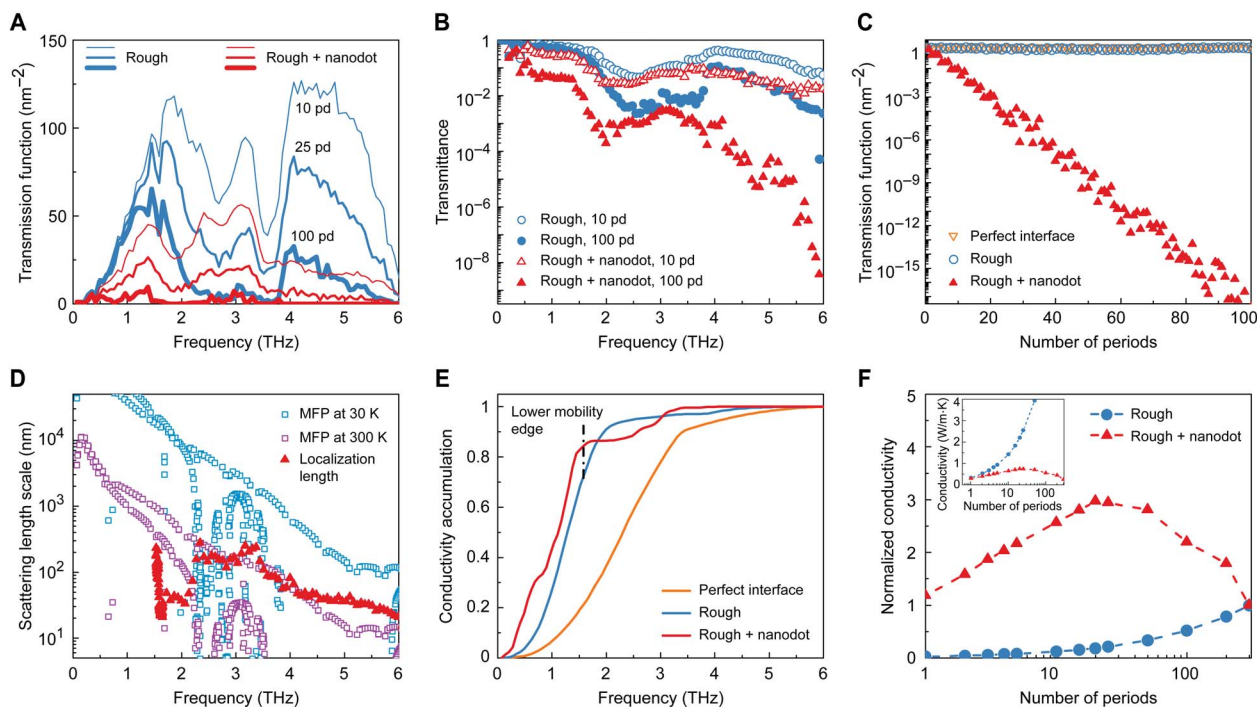 A
Transmission function (nm⁻²)
150
100
50
0
Rough
Rough + nanodot
10 pd
25 pd
100 pd
0 1 2 3 4 5 6
Frequency (THz)
B
Transmittance
1
10⁻²
10⁻⁴
10⁻⁶
10⁻⁸
Rough, 10 pd
Rough, 100 pd
Rough + nanodot, 10 pd
Rough + nanodot, 100 pd
0 1 2 3 4 5 6
Frequency (THz)
C
Transmission function (nm⁻²)
1
10⁻³
10⁻⁶
10⁻⁹
10⁻¹²
10⁻¹⁵
Perfect interface
Rough
Rough + nanodot
0 20 40 60 80 100
Number of periods
D
Scattering length scale (nm)
10⁴
10³
10²
10¹
MFP at 30 K
MFP at 300 K
Localization
length
0 1 2 3 4 5 6
Frequency (THz)
E
Conductivity accumulation
1
0.8
0.6
0.4
0.2
0
Lower mobility
edge
Perfect interface
Rough
Rough + nanodot
0 1 2 3 4 5 6
Frequency (THz)
F
Normalized conductivity
5
4
3
2
1
0
Conductivity (W/m·K)
4
3
2
1
0
1 10 100
Number of periods
Rough
Rough + nanodot
1 10 100
Number of periods